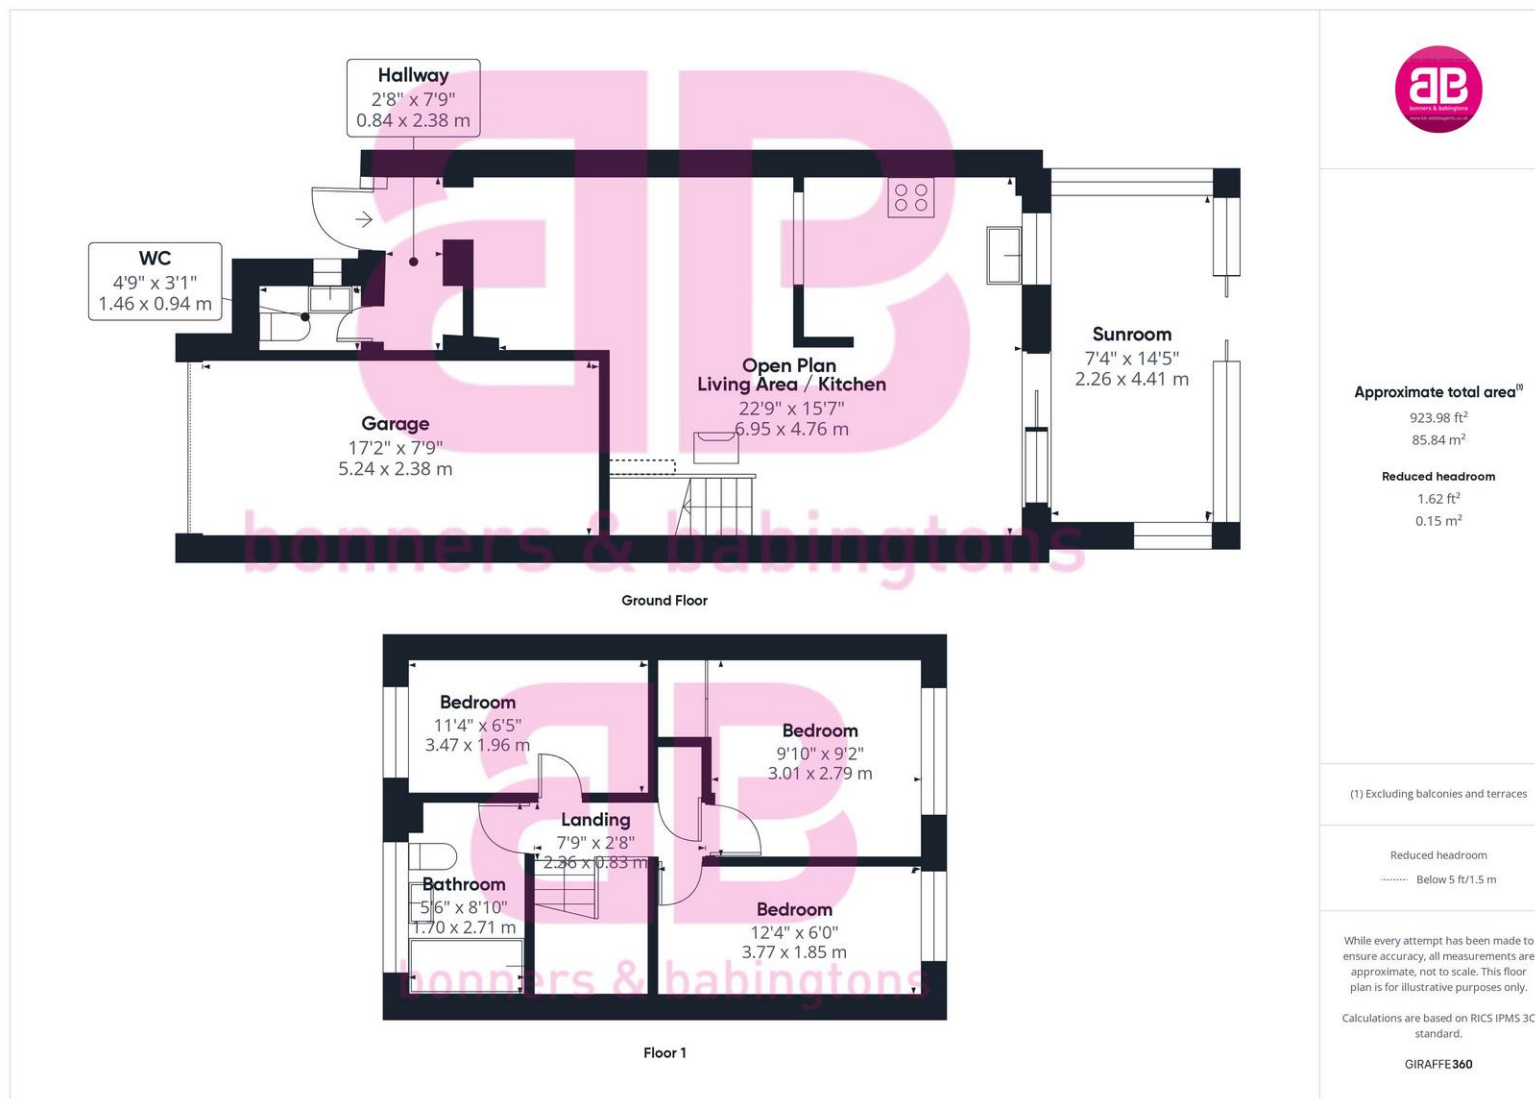 Hallway
2'8" x 7'9"
0.84 x 2.38 m
WC
4'9" x 3'1"
1.46 x 0.94 m
Garage
17'2" x 7'9"
5.24 x 2.38 m
Open Plan
Living Area / Kitchen
22'9" x 15'7"
6.95 x 4.76 m
Sunroom
7'4" x 14'5"
2.26 x 4.41 m
bonners & babingtons
Ground Floor
Bedroom
11'4" x 6'5"
3.47 x 1.96 m
Bedroom
9'10" x 9'2"
3.01 x 2.79 m
Landing
7'9" x 2'8"
2.36 x 0.83 m
Bathroom
5'6" x 8'10"
1.70 x 2.71 m
Bedroom
12'4" x 6'0"
3.77 x 1.85 m
bonners & babingtons
Floor 1
bonners & babingtons
Approximate total area(1)
923.98 ft²
85.84 m²
Reduced headroom
1.62 ft²
0.15 m²
(1) Excluding balconies and terraces
Reduced headroom
Below 5 ft/1.5 m
While every attempt has been made to
ensure accuracy, all measurements are
approximate, not to scale. This floor
plan is for illustrative purposes only.
Calculations are based on RICS IPMS 3C
standard.
GIRAFFE360